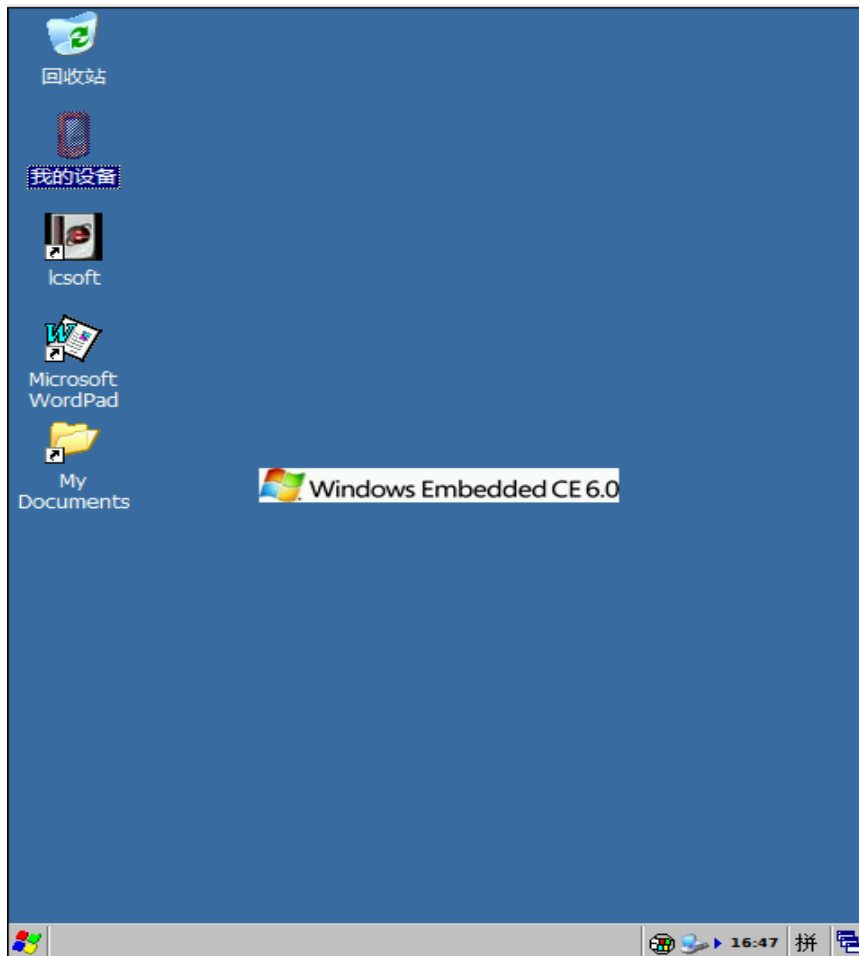 回收站
我的设备
lcsoft
Microsoft
WordPad
My
Documents
Windows Embedded CE 6.0
16:47
拼